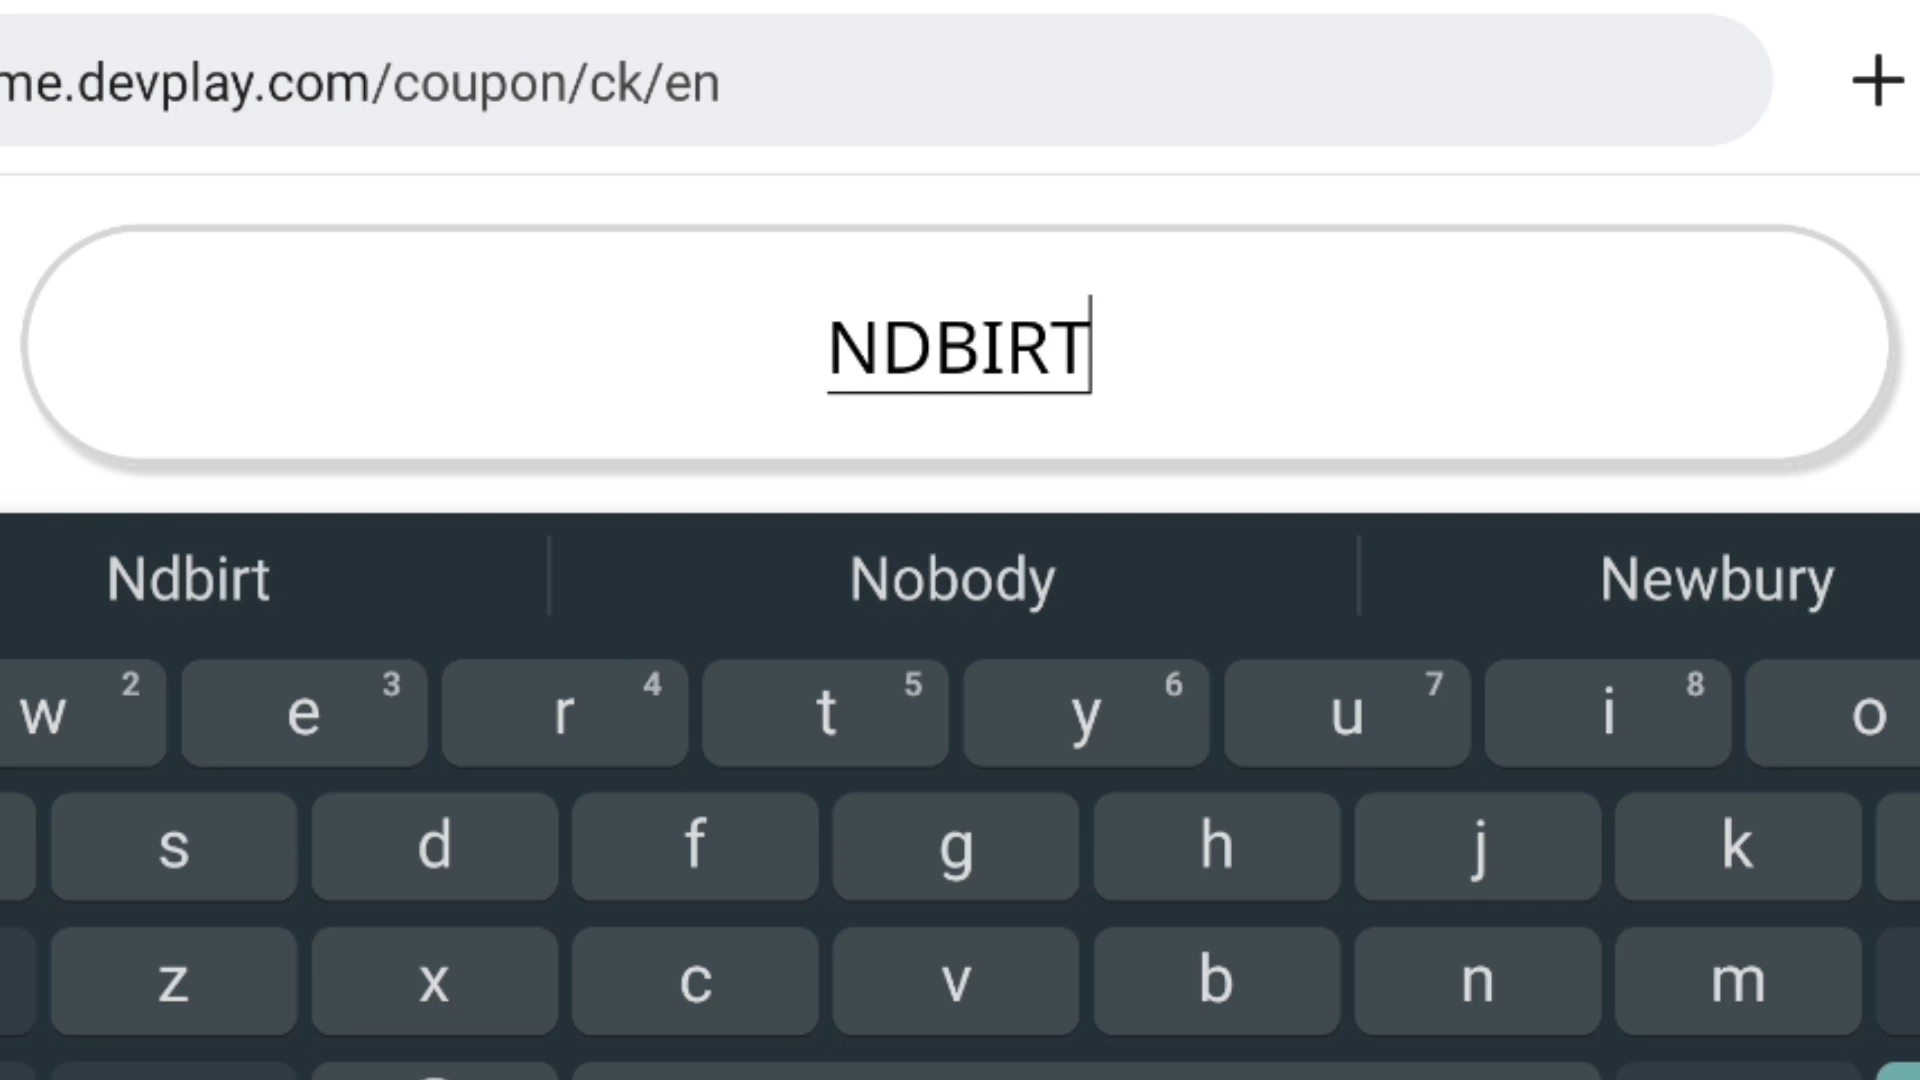 me.devplay.com/coupon/ck/en +
NDBIRT
Ndbirt Nobody Newbury
w 2 e 3 r 4 t 5 y 6 u 7 i 8 o
s d f g h j k
z x c v b n m